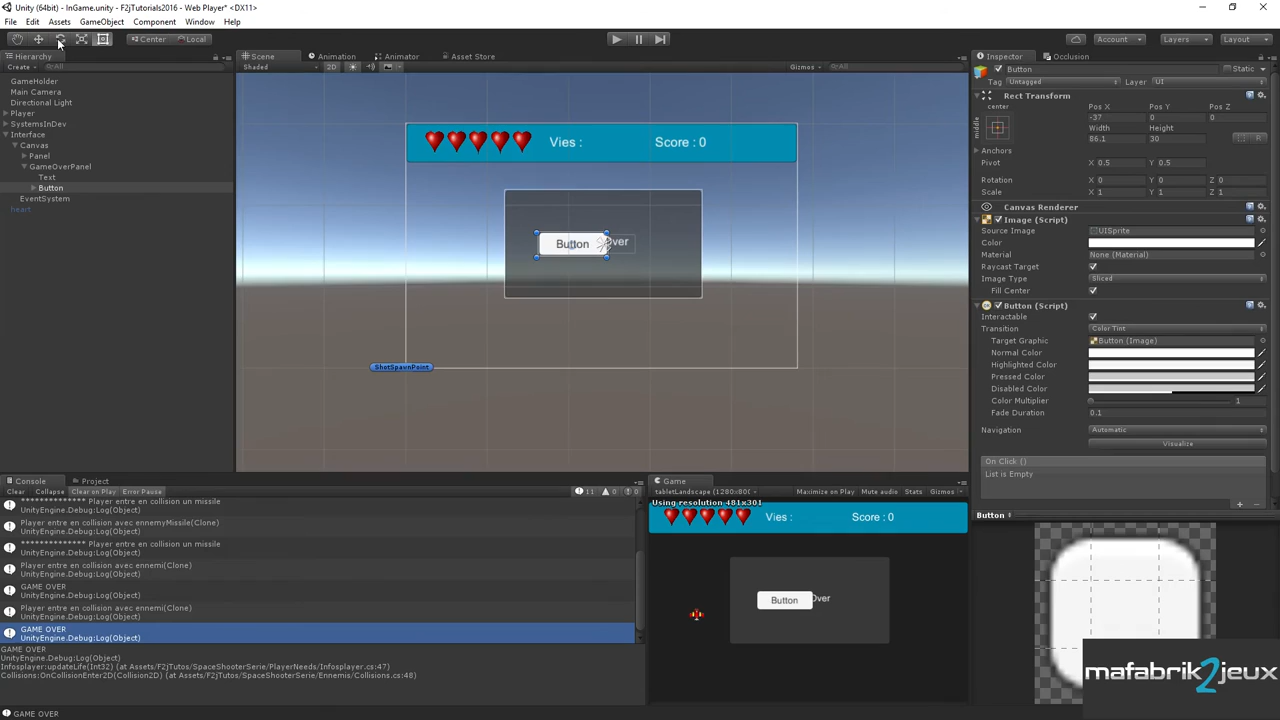 Unity (64bit) - InGame.unity - F2jTutorials2016 - Web Player* <DX11>
File Edit Assets GameObject Component Window Help
Center Local Account Layers Layout
Hierarchy Scene Animation Animator Asset Store Inspector Occlusion
Create All Shaded 2D Gizmos All
Button Static
Tag Untagged Layer UI
GameHolder
Main Camera
Directional Light
Player
SystemsInDev
Interface
Canvas
Panel
GameOverPanel
Text
Button
EventSystem
heart
Vies : Score : 0
Button Over
ShotSpawnPoint
Rect Transform
center Pos X Pos Y Pos Z
middle -37 0 0
Width Height
86.1 30 R
Anchors
Pivot X 0.5 Y 0.5
Rotation X 0 Y 0 Z 0
Scale X 1 Y 1 Z 1
Canvas Renderer
Image (Script)
Source Image UISprite
Color
Material None (Material)
Raycast Target
Image Type Sliced
Fill Center
Button (Script)
Interactable
Transition Color Tint
Target Graphic Button (Image)
Normal Color
Highlighted Color
Pressed Color
Disabled Color
Color Multiplier 1
Fade Duration 0.1
Navigation Automatic
Visualize
On Click ()
List is Empty
Button
Console Project
Clear Collapse Clear on Play Error Pause 11 0 0
************** Player entre en collision un missile
UnityEngine.Debug:Log(Object)
Player entre en collision avec ennemyMissile(Clone)
UnityEngine.Debug:Log(Object)
************** Player entre en collision un missile
UnityEngine.Debug:Log(Object)
Player entre en collision avec ennemi(Clone)
UnityEngine.Debug:Log(Object)
GAME OVER
UnityEngine.Debug:Log(Object)
Player entre en collision avec ennemi(Clone)
UnityEngine.Debug:Log(Object)
GAME OVER
UnityEngine.Debug:Log(Object)
GAME OVER
UnityEngine.Debug:Log(Object)
Infosplayer:updateLife(Int32) (at Assets/F2jTutos/SpaceShooterSerie/PlayerNeeds/Infosplayer.cs:47)
Collisions:OnCollisionEnter2D(Collision2D) (at Assets/F2jTutos/SpaceShooterSerie/Ennemis/Collisions.cs:48)
GAME OVER
Game
tabletLandscape (1280x80 Maximize on Play Mute audio Stats Gizmos
Using resolution 481x301
Vies : Score : 0
Button Over
mafabrik2jeux